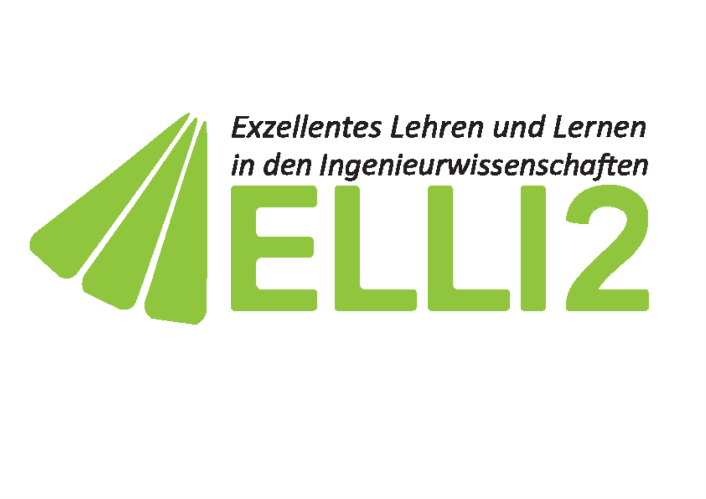 Exzellentes Lehren und Lernen
in den Ingenieurwissenschaften
ELLI2